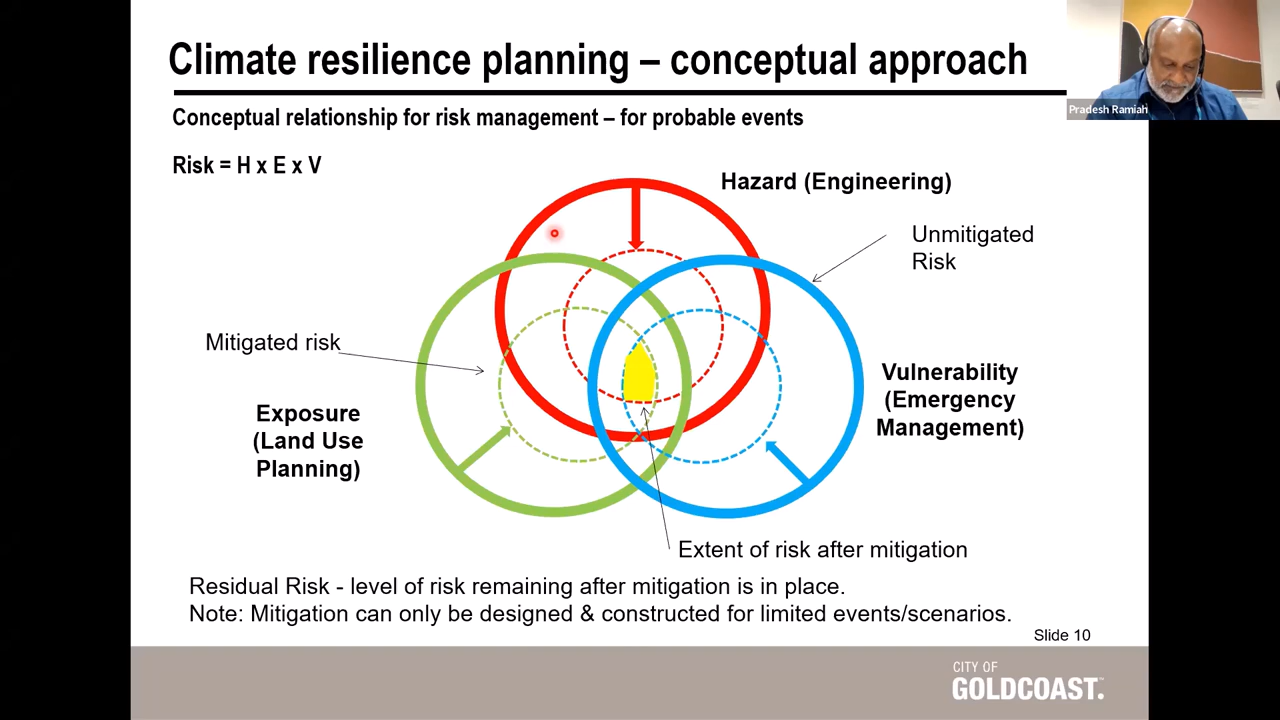 Climate resilience planning – conceptual approach
Pradesh Ramiah
Conceptual relationship for risk management – for probable events
Risk = H x E x V
Hazard (Engineering)
Unmitigated
Risk
Mitigated risk
Vulnerability
(Emergency
Management)
Exposure
(Land Use
Planning)
Extent of risk after mitigation
Residual Risk - level of risk remaining after mitigation is in place.
Note: Mitigation can only be designed & constructed for limited events/scenarios.
Slide 10
CITY OF
GOLDCOAST.